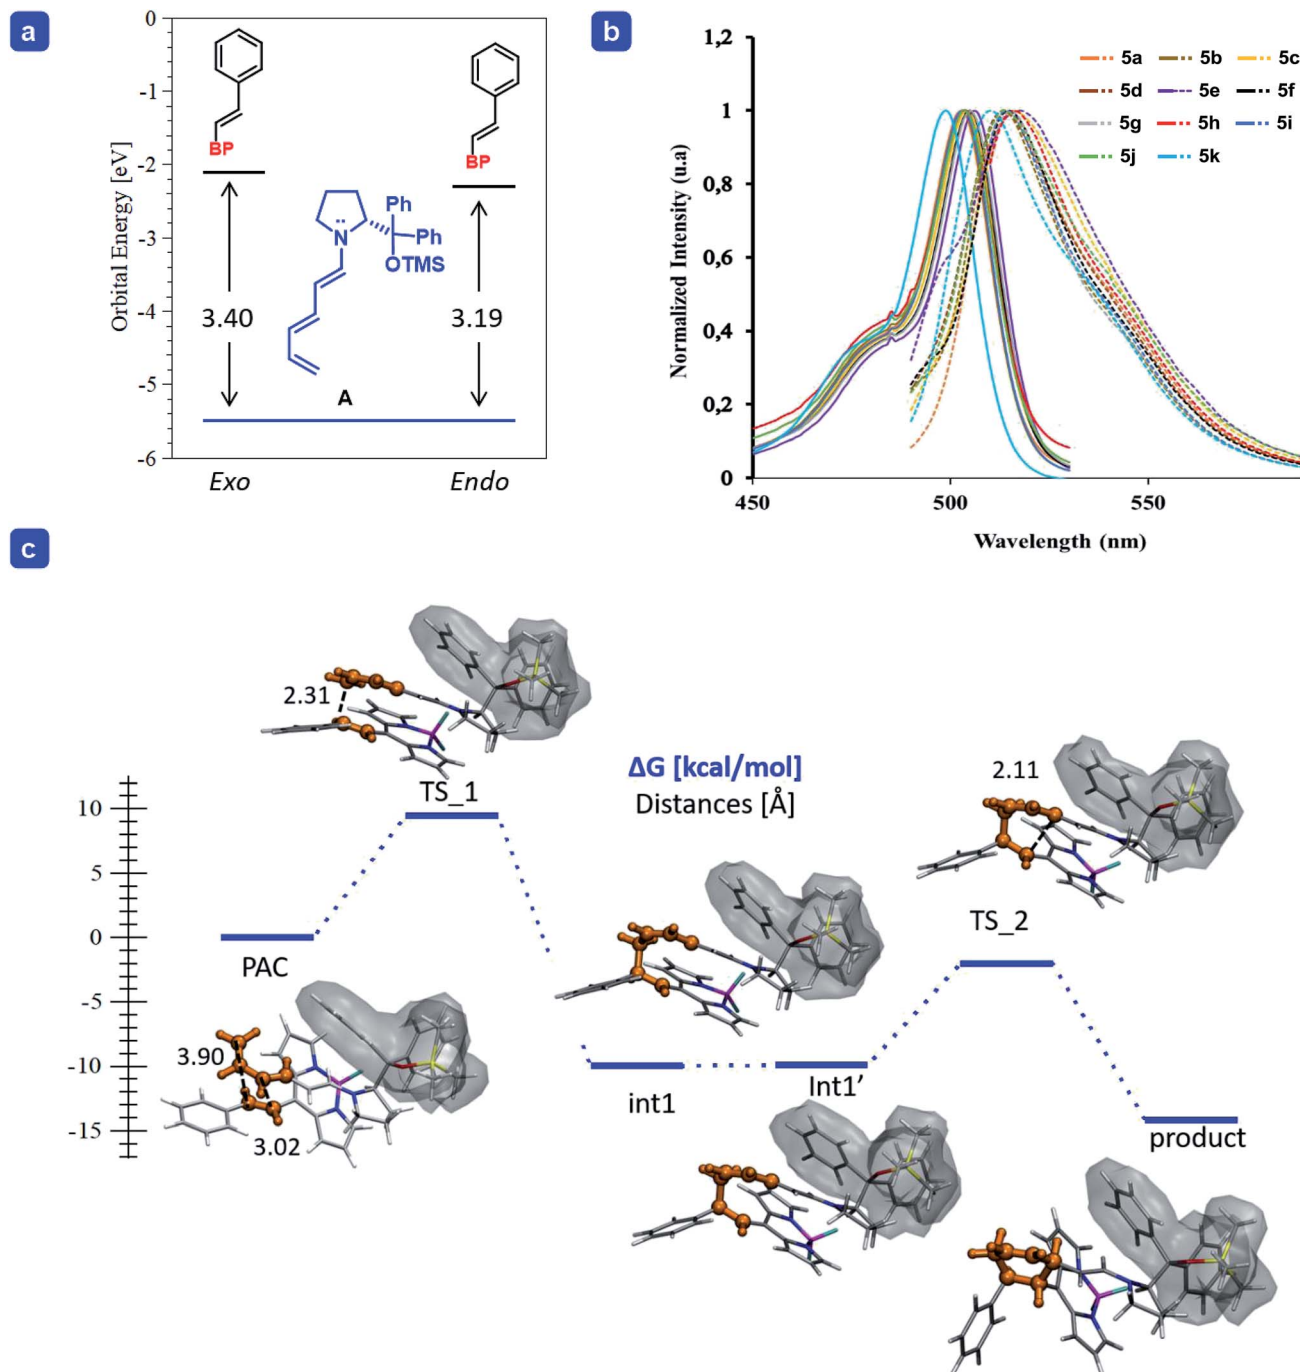 a
Orbital Energy [eV]
0
-1
-2
-3
-4
-5
-6
BP
BP
Ph
N
Ph
OTMS
3.40
3.19
A
Exo
Endo
b
Normalized Intensity (u.a)
1,2
1
0,8
0,6
0,4
0,2
0
450
500
550
Wavelength (nm)
5a
5b
5c
5d
5e
5f
5g
5h
5i
5j
5k
c
2.31
TS_1
ΔG [kcal/mol]
Distances [Å]
2.11
TS_2
10
5
0
-5
-10
-15
PAC
3.90
3.02
int1
Int1’
product